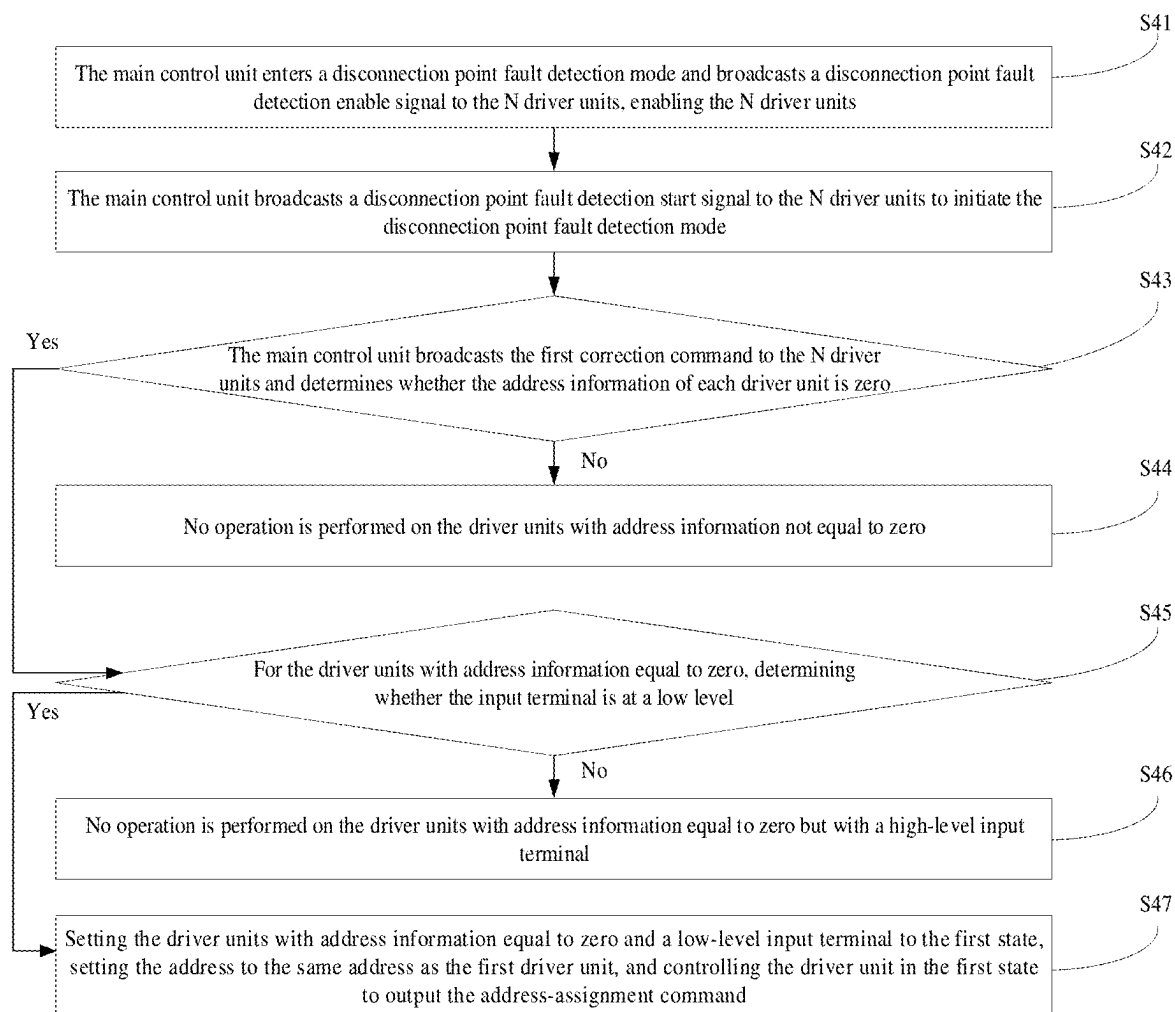 S41
The main control unit enters a disconnection point fault detection mode and broadcasts a disconnection point fault
detection enable signal to the N driver units, enabling the N driver units
S42
The main control unit broadcasts a disconnection point fault detection start signal to the N driver units to initiate the
disconnection point fault detection mode
S43
Yes
The main control unit broadcasts the first correction command to the N driver
units and determines whether the address information of each driver unit is zero
No
S44
No operation is performed on the driver units with address information not equal to zero
S45
For the driver units with address information equal to zero, determining
whether the input terminal is at a low level
Yes
No
S46
No operation is performed on the driver units with address information equal to zero but with a high-level input
terminal
S47
Setting the driver units with address information equal to zero and a low-level input terminal to the first state,
setting the address to the same address as the first driver unit, and controlling the driver unit in the first state
to output the address-assignment command